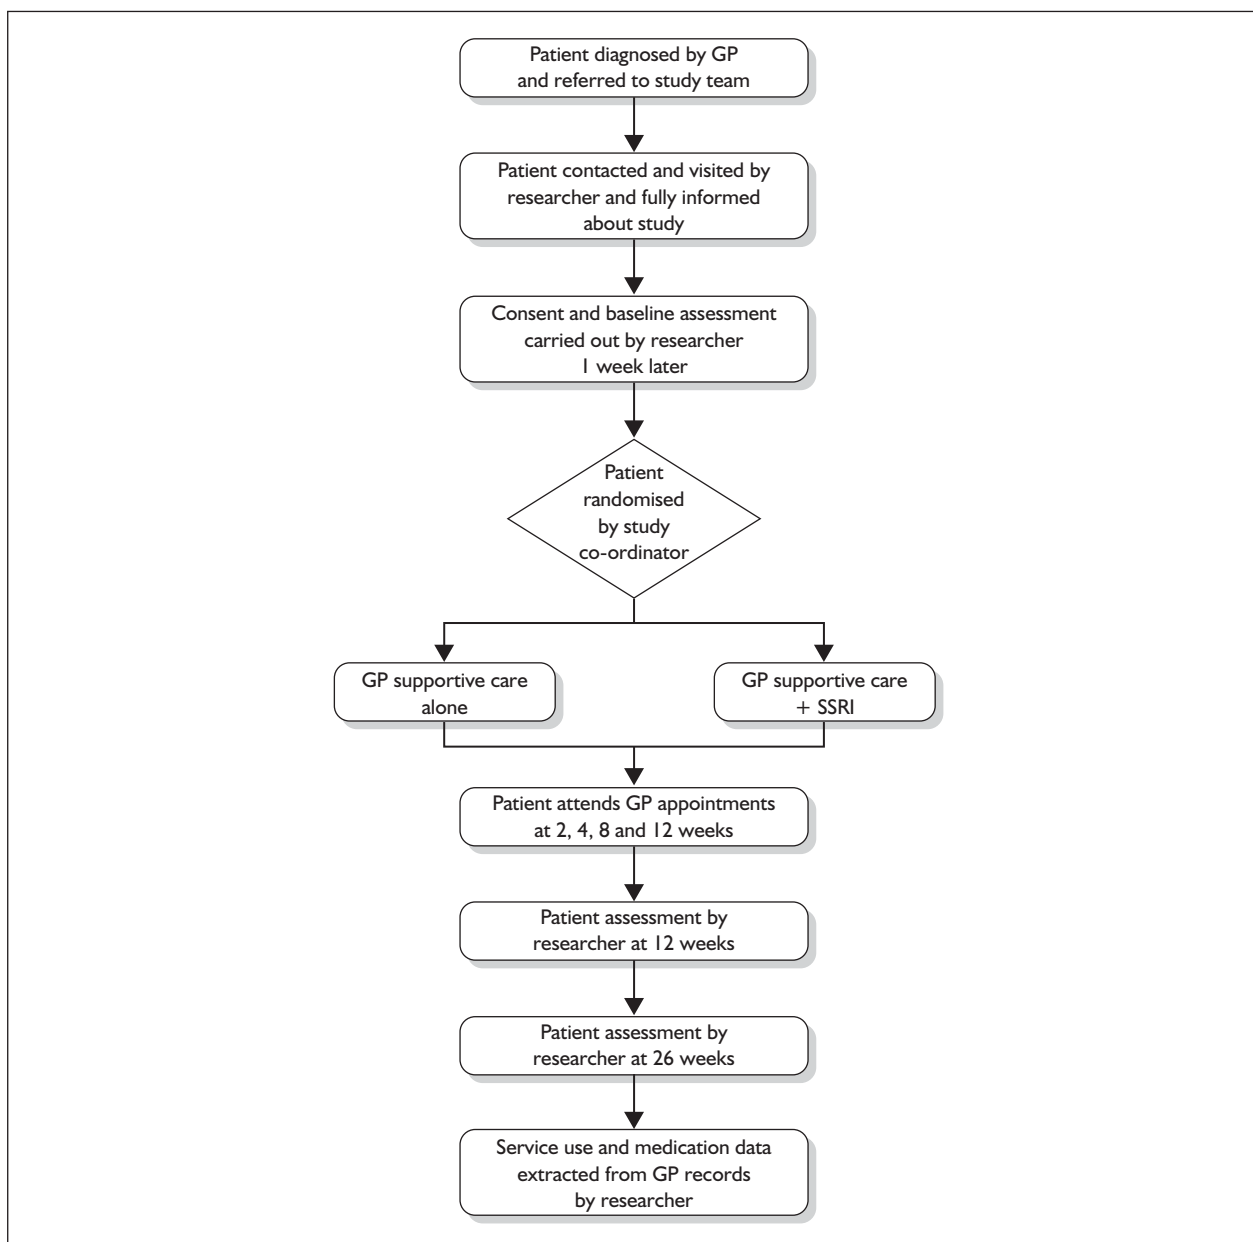 Patient diagnosed by GP
and referred to study team
Patient contacted and visited by
researcher and fully informed
about study
Consent and baseline assessment
carried out by researcher
1 week later
Patient
randomised
by study
co-ordinator
GP supportive care
alone
GP supportive care
+ SSRI
Patient attends GP appointments
at 2, 4, 8 and 12 weeks
Patient assessment by
researcher at 12 weeks
Patient assessment by
researcher at 26 weeks
Service use and medication data
extracted from GP records
by researcher